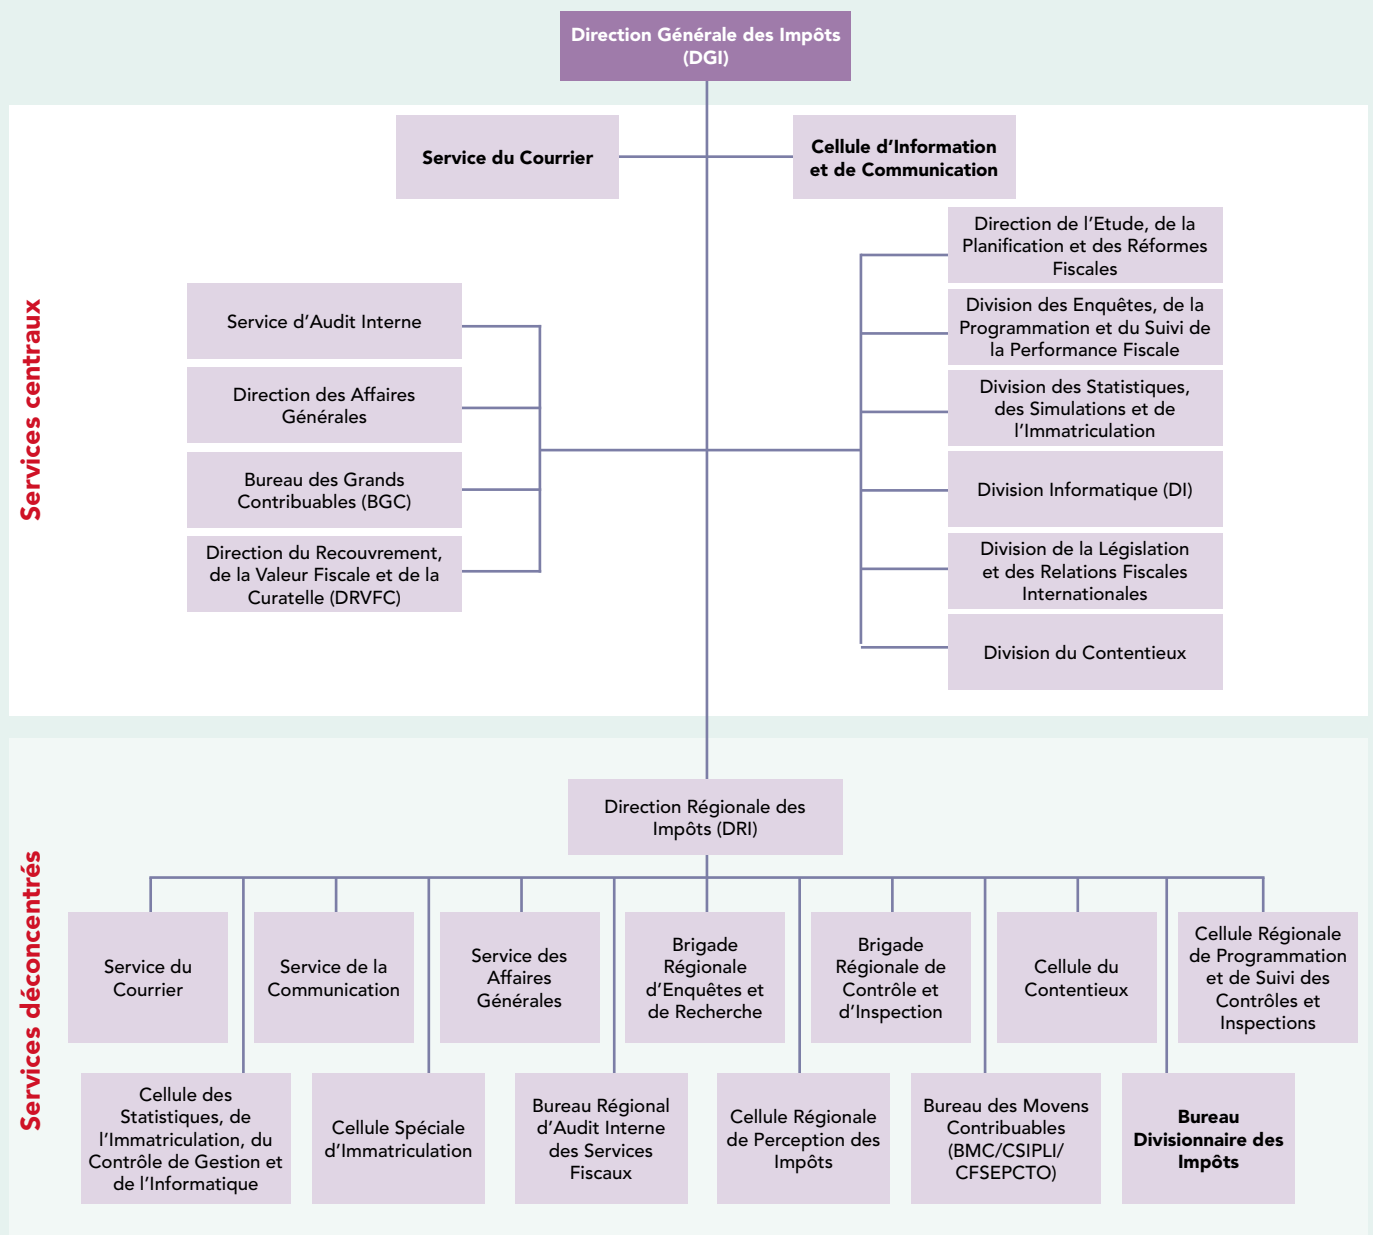 Direction Générale des Impôts
(DGI)
Service du Courrier
Cellule d'Information
et de Communication
Services centraux
Service d'Audit Interne
Direction des Affaires
Générales
Bureau des Grands
Contribuables (BGC)
Direction du Recouvrement,
de la Valeur Fiscale et de la
Curatelle (DRVFC)
Direction de l'Etude, de la
Planification et des Réformes
Fiscales
Division des Enquêtes, de la
Programmation et du Suivi de
la Performance Fiscale
Division des Statistiques,
des Simulations et de
l'Immatriculation
Division Informatique (DI)
Division de la Législation
et des Relations Fiscales
Internationales
Division du Contentieux
Services déconcentrés
Direction Régionale des
Impôts (DRI)
Service du
Courrier
Service de la
Communication
Service des
Affaires
Générales
Brigade
Régionale
d'Enquêtes et
de Recherche
Brigade
Régionale de
Contrôle et
d'Inspection
Cellule du
Contentieux
Cellule Régionale
de Programmation
et de Suivi des
Contrôles et
Inspections
Cellule des
Statistiques, de
l'Immatriculation, du
Contrôle de Gestion et
de l'Informatique
Cellule Spéciale
d'Immatriculation
Bureau Régional
d'Audit Interne
des Services
Fiscaux
Cellule Régionale
de Perception des
Impôts
Bureau des Movens
Contribuables
(BMC/CSIPLI/
CFSEPCTO)
Bureau
Divisionnaire des
Impôts